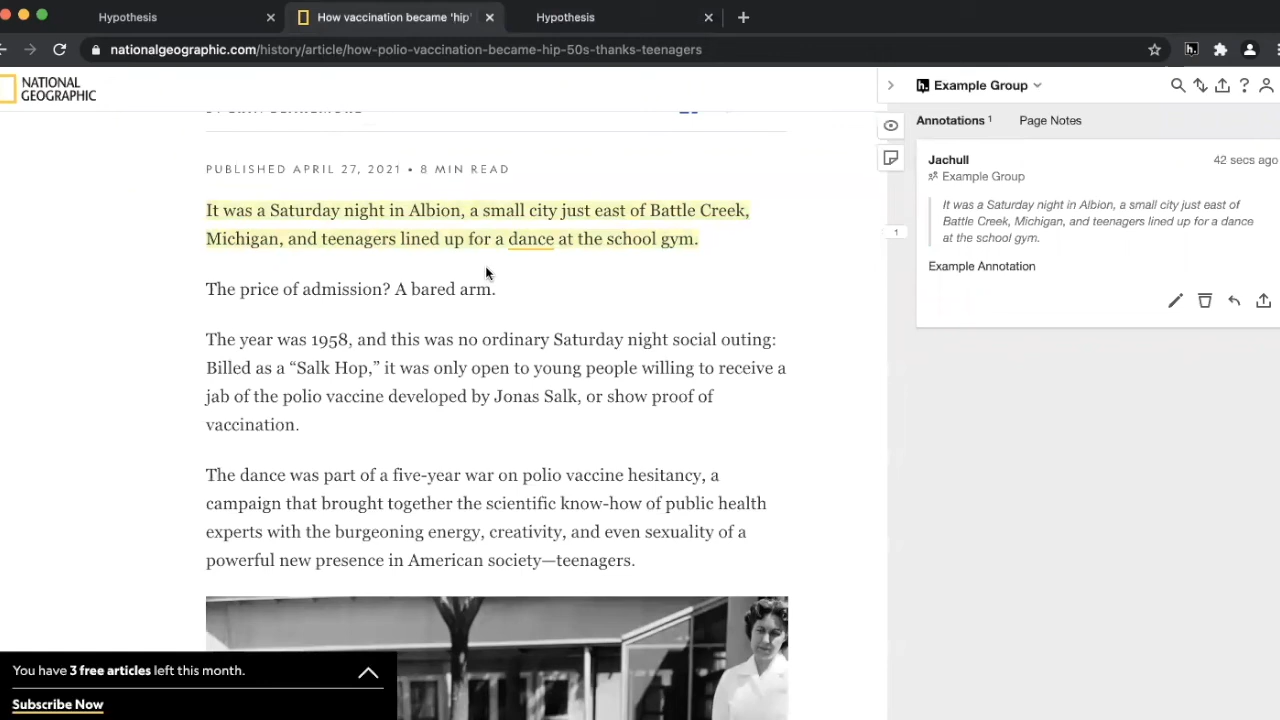 Hypothesis
How vaccination became 'hip'
Hypothesis
nationalgeographic.com/history/article/how-polio-vaccination-became-hip-50s-thanks-teenagers
NATIONAL
GEOGRAPHIC
PUBLISHED APRIL 27, 2021 • 8 MIN READ
It was a Saturday night in Albion, a small city just east of Battle Creek,
Michigan, and teenagers lined up for a dance at the school gym.
The price of admission? A bared arm.
The year was 1958, and this was no ordinary Saturday night social outing:
Billed as a “Salk Hop,” it was only open to young people willing to receive a
jab of the polio vaccine developed by Jonas Salk, or show proof of
vaccination.
The dance was part of a five-year war on polio vaccine hesitancy, a
campaign that brought together the scientific know-how of public health
experts with the burgeoning energy, creativity, and even sexuality of a
powerful new presence in American society—teenagers.
You have 3 free articles left this month.
Subscribe Now
h. Example Group
Annotations 1 Page Notes
Jachull 42 secs ago
Example Group
It was a Saturday night in Albion, a small city just east of
Battle Creek, Michigan, and teenagers lined up for a dance
at the school gym.
Example Annotation
1